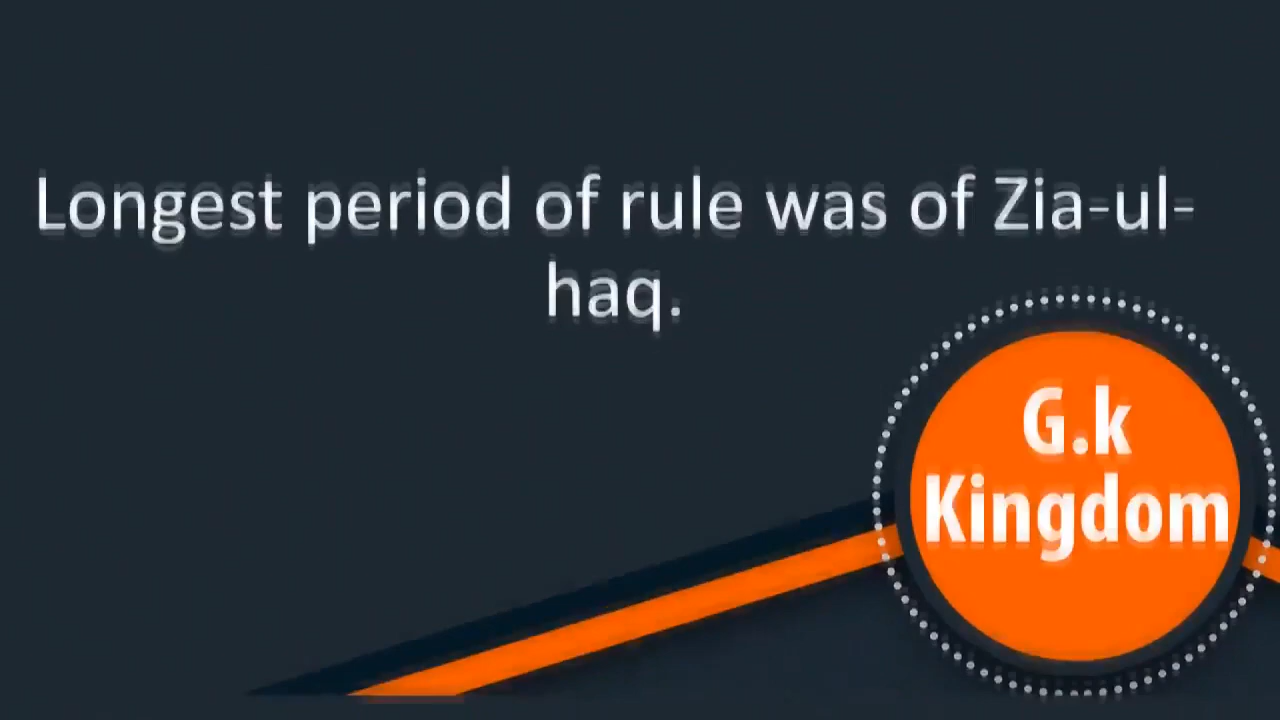 Longest period of rule was of Zia-ul-
haq.
G.k
Kingdom